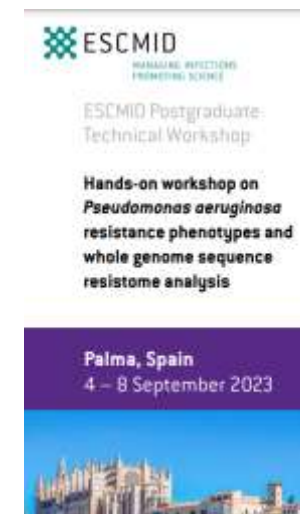 ESCMID
MANAGING INFECTIONS
PROMOTING SCIENCE
ESCMID Postgraduate
Technical Workshop
Hands-on workshop on
Pseudomonas aeruginosa
resistance phenotypes and
whole genome sequence
resistome analysis
Palma, Spain
4 – 8 September 2023